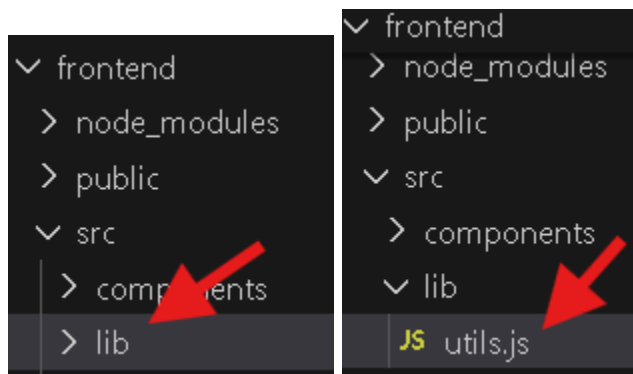 frontend
node_modules
public
src
components
lib
frontend
node_modules
public
src
components
lib
JS utils.js